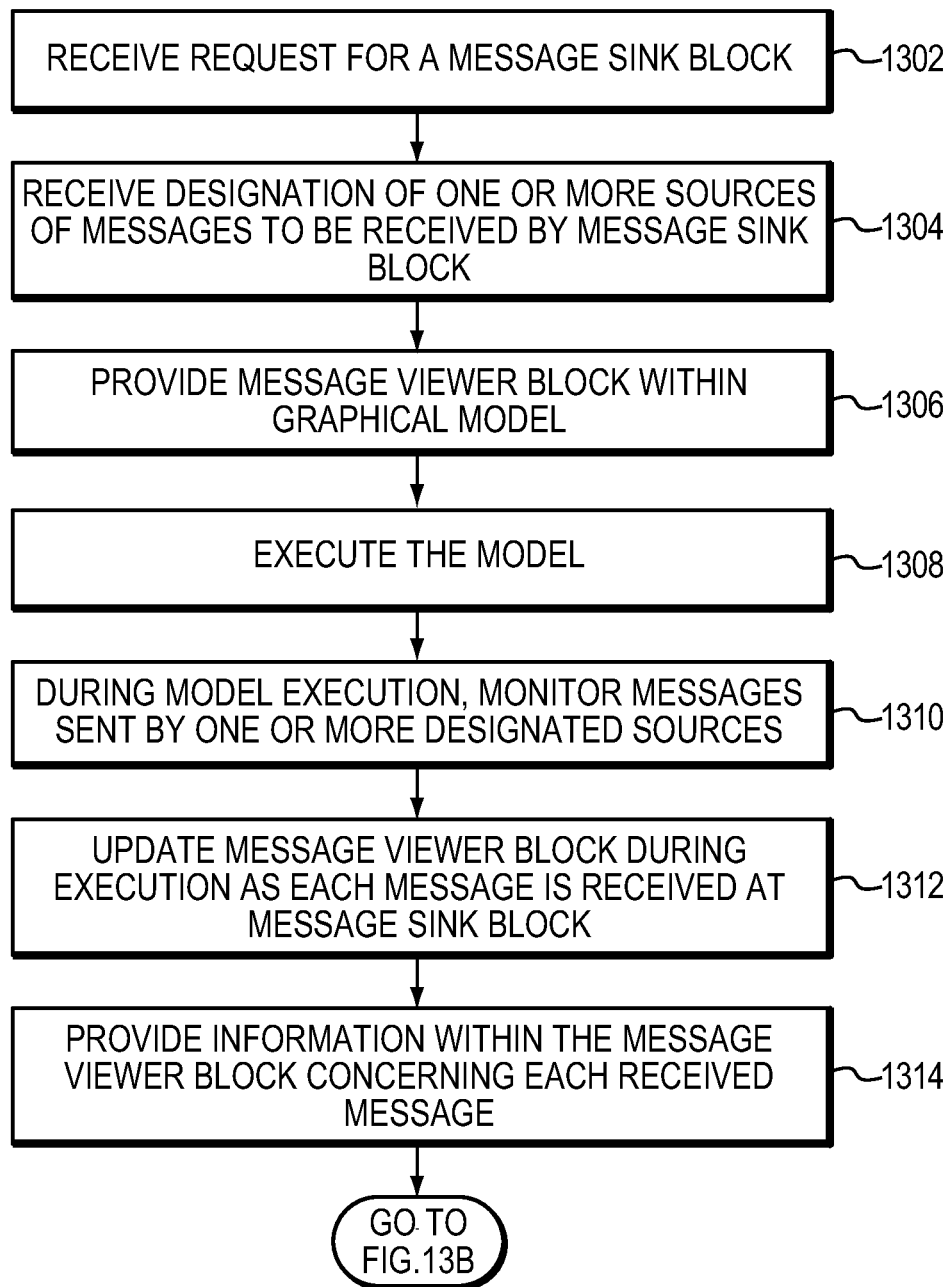 RECEIVE REQUEST FOR A MESSAGE SINK BLOCK
1302
RECEIVE DESIGNATION OF ONE OR MORE SOURCES
OF MESSAGES TO BE RECEIVED BY MESSAGE SINK
BLOCK
1304
PROVIDE MESSAGE VIEWER BLOCK WITHIN
GRAPHICAL MODEL
1306
EXECUTE THE MODEL
1308
DURING MODEL EXECUTION, MONITOR MESSAGES
SENT BY ONE OR MORE DESIGNATED SOURCES
1310
UPDATE MESSAGE VIEWER BLOCK DURING
EXECUTION AS EACH MESSAGE IS RECEIVED AT
MESSAGE SINK BLOCK
1312
PROVIDE INFORMATION WITHIN THE MESSAGE
VIEWER BLOCK CONCERNING EACH RECEIVED
MESSAGE
1314
GO TO
FIG.13B